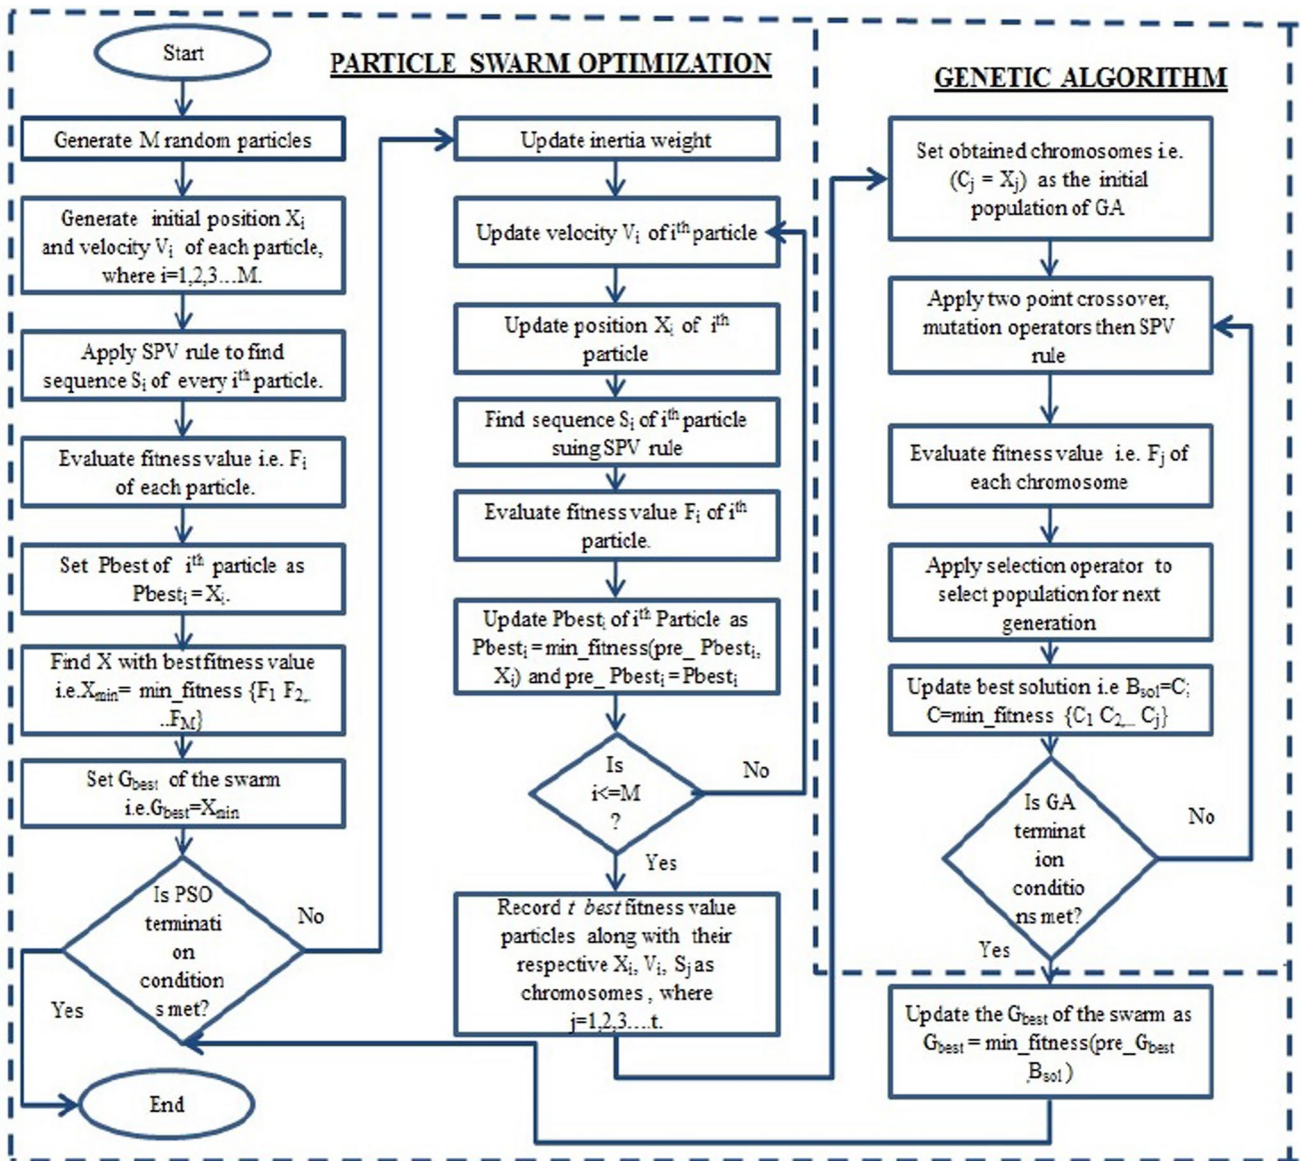 Start
PARTICLE SWARM OPTIMIZATION
GENETIC ALGORITHM
Generate M random particles
Generate initial position Xi
and velocity Vi of each particle,
where i=1,2,3…M.
Apply SPV rule to find
sequence Si of every ith particle.
Evaluate fitness value i.e. Fi
of each particle.
Set Pbest of ith particle as
Pbesti = Xi.
Find X with best fitness value
i.e.Xmin= min_fitness {F1 F2,..
..FM}
Set Gbest of the swarm
i.e.Gbest=Xmin
Is PSO
terminati
on
condition
s met?
No
Yes
End
Update inertia weight
Update velocity Vi of ith particle
Update position Xi of ith
particle
Find sequence Si of ith particle
suing SPV rule
Evaluate fitness value Fi of ith
particle.
Update Pbesti of ith Particle as
Pbesti = min_fitness(pre_ Pbesti,
Xi) and pre_ Pbesti = Pbesti
Is
i<=M
?
No
Yes
Record t best fitness value
particles along with their
respective Xi, Vi, Sj as
chromosomes , where
j=1,2,3….t.
Set obtained chromosomes i.e.
(Cj = Xj) as the initial
population of GA
Apply two point crossover,
mutation operators then SPV
rule
Evaluate fitness value i.e. Fj of
each chromosome
Apply selection operator to
select population for next
generation
Update best solution i.e Bsol=C;
C=min_fitness {C1 C2,... Cj}
Is GA
terminat
ion
conditio
ns met?
No
Yes
Update the Gbest of the swarm as
Gbest = min_fitness(pre_Gbest
,Bsol)